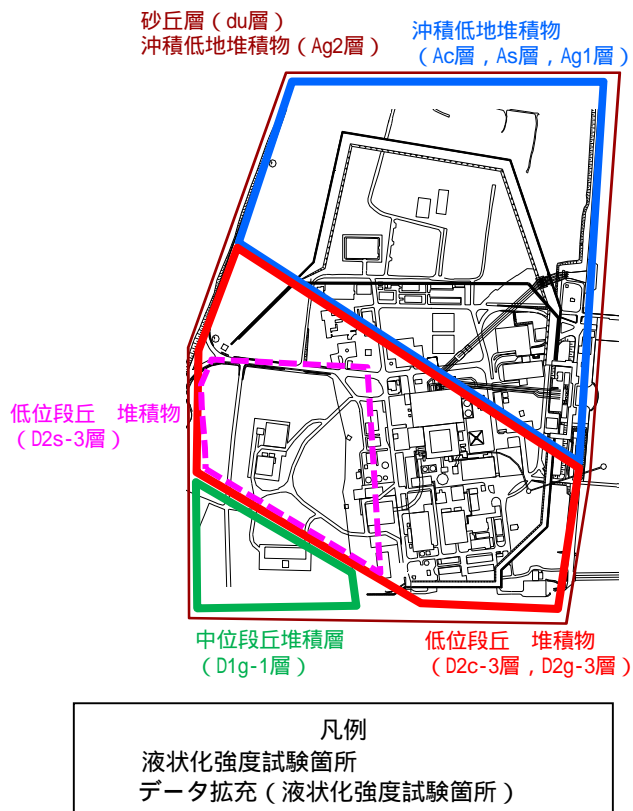 砂丘層(du層)
沖積低地堆積物(Ag2層)
沖積低地堆積物
(Ac層,As層,Ag1層)
低位段丘 堆積物
(D2s-3層)
中位段丘堆積層
(D1g-1層)
低位段丘 堆積物
(D2c-3層,D2g-3層)
凡例
液状化強度試験箇所
データ拡充(液状化強度試験箇所)